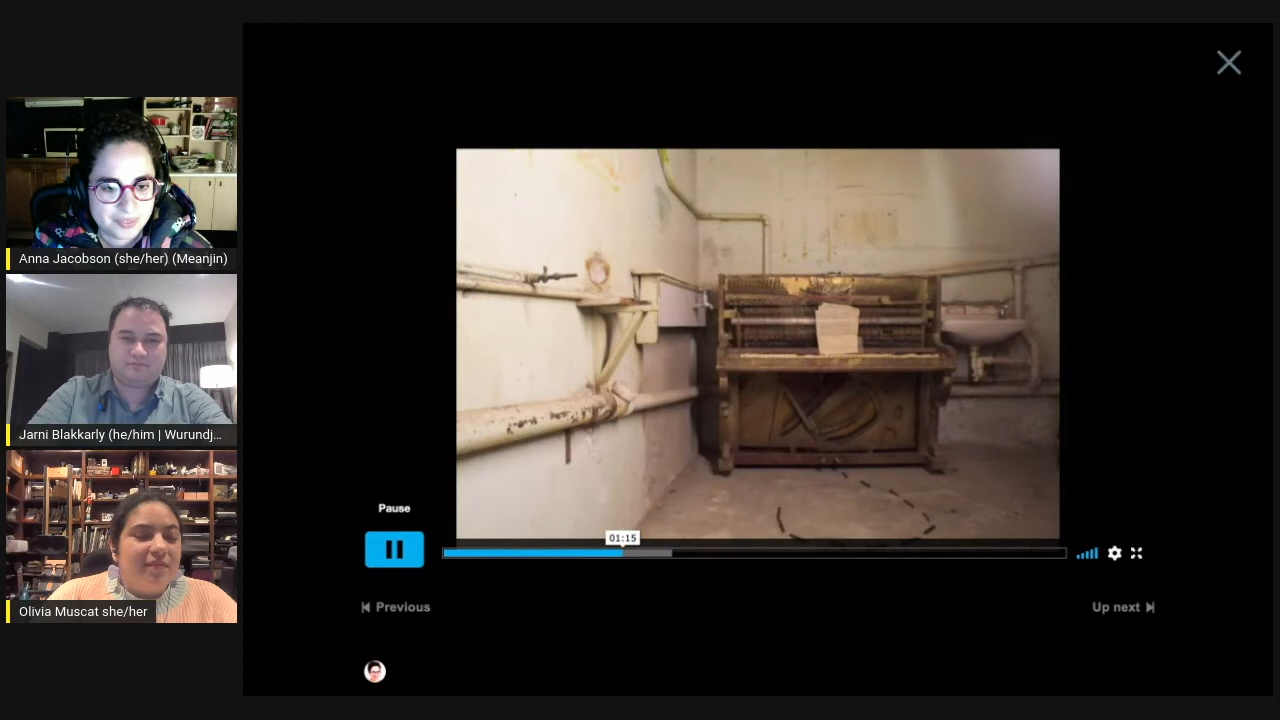 Anna Jacobson (she/her) (Meanjin)
Jarni Blakkarly (he/him | Wurundj...
Olivia Muscat she/her
Pause
01:15
Previous
Up next